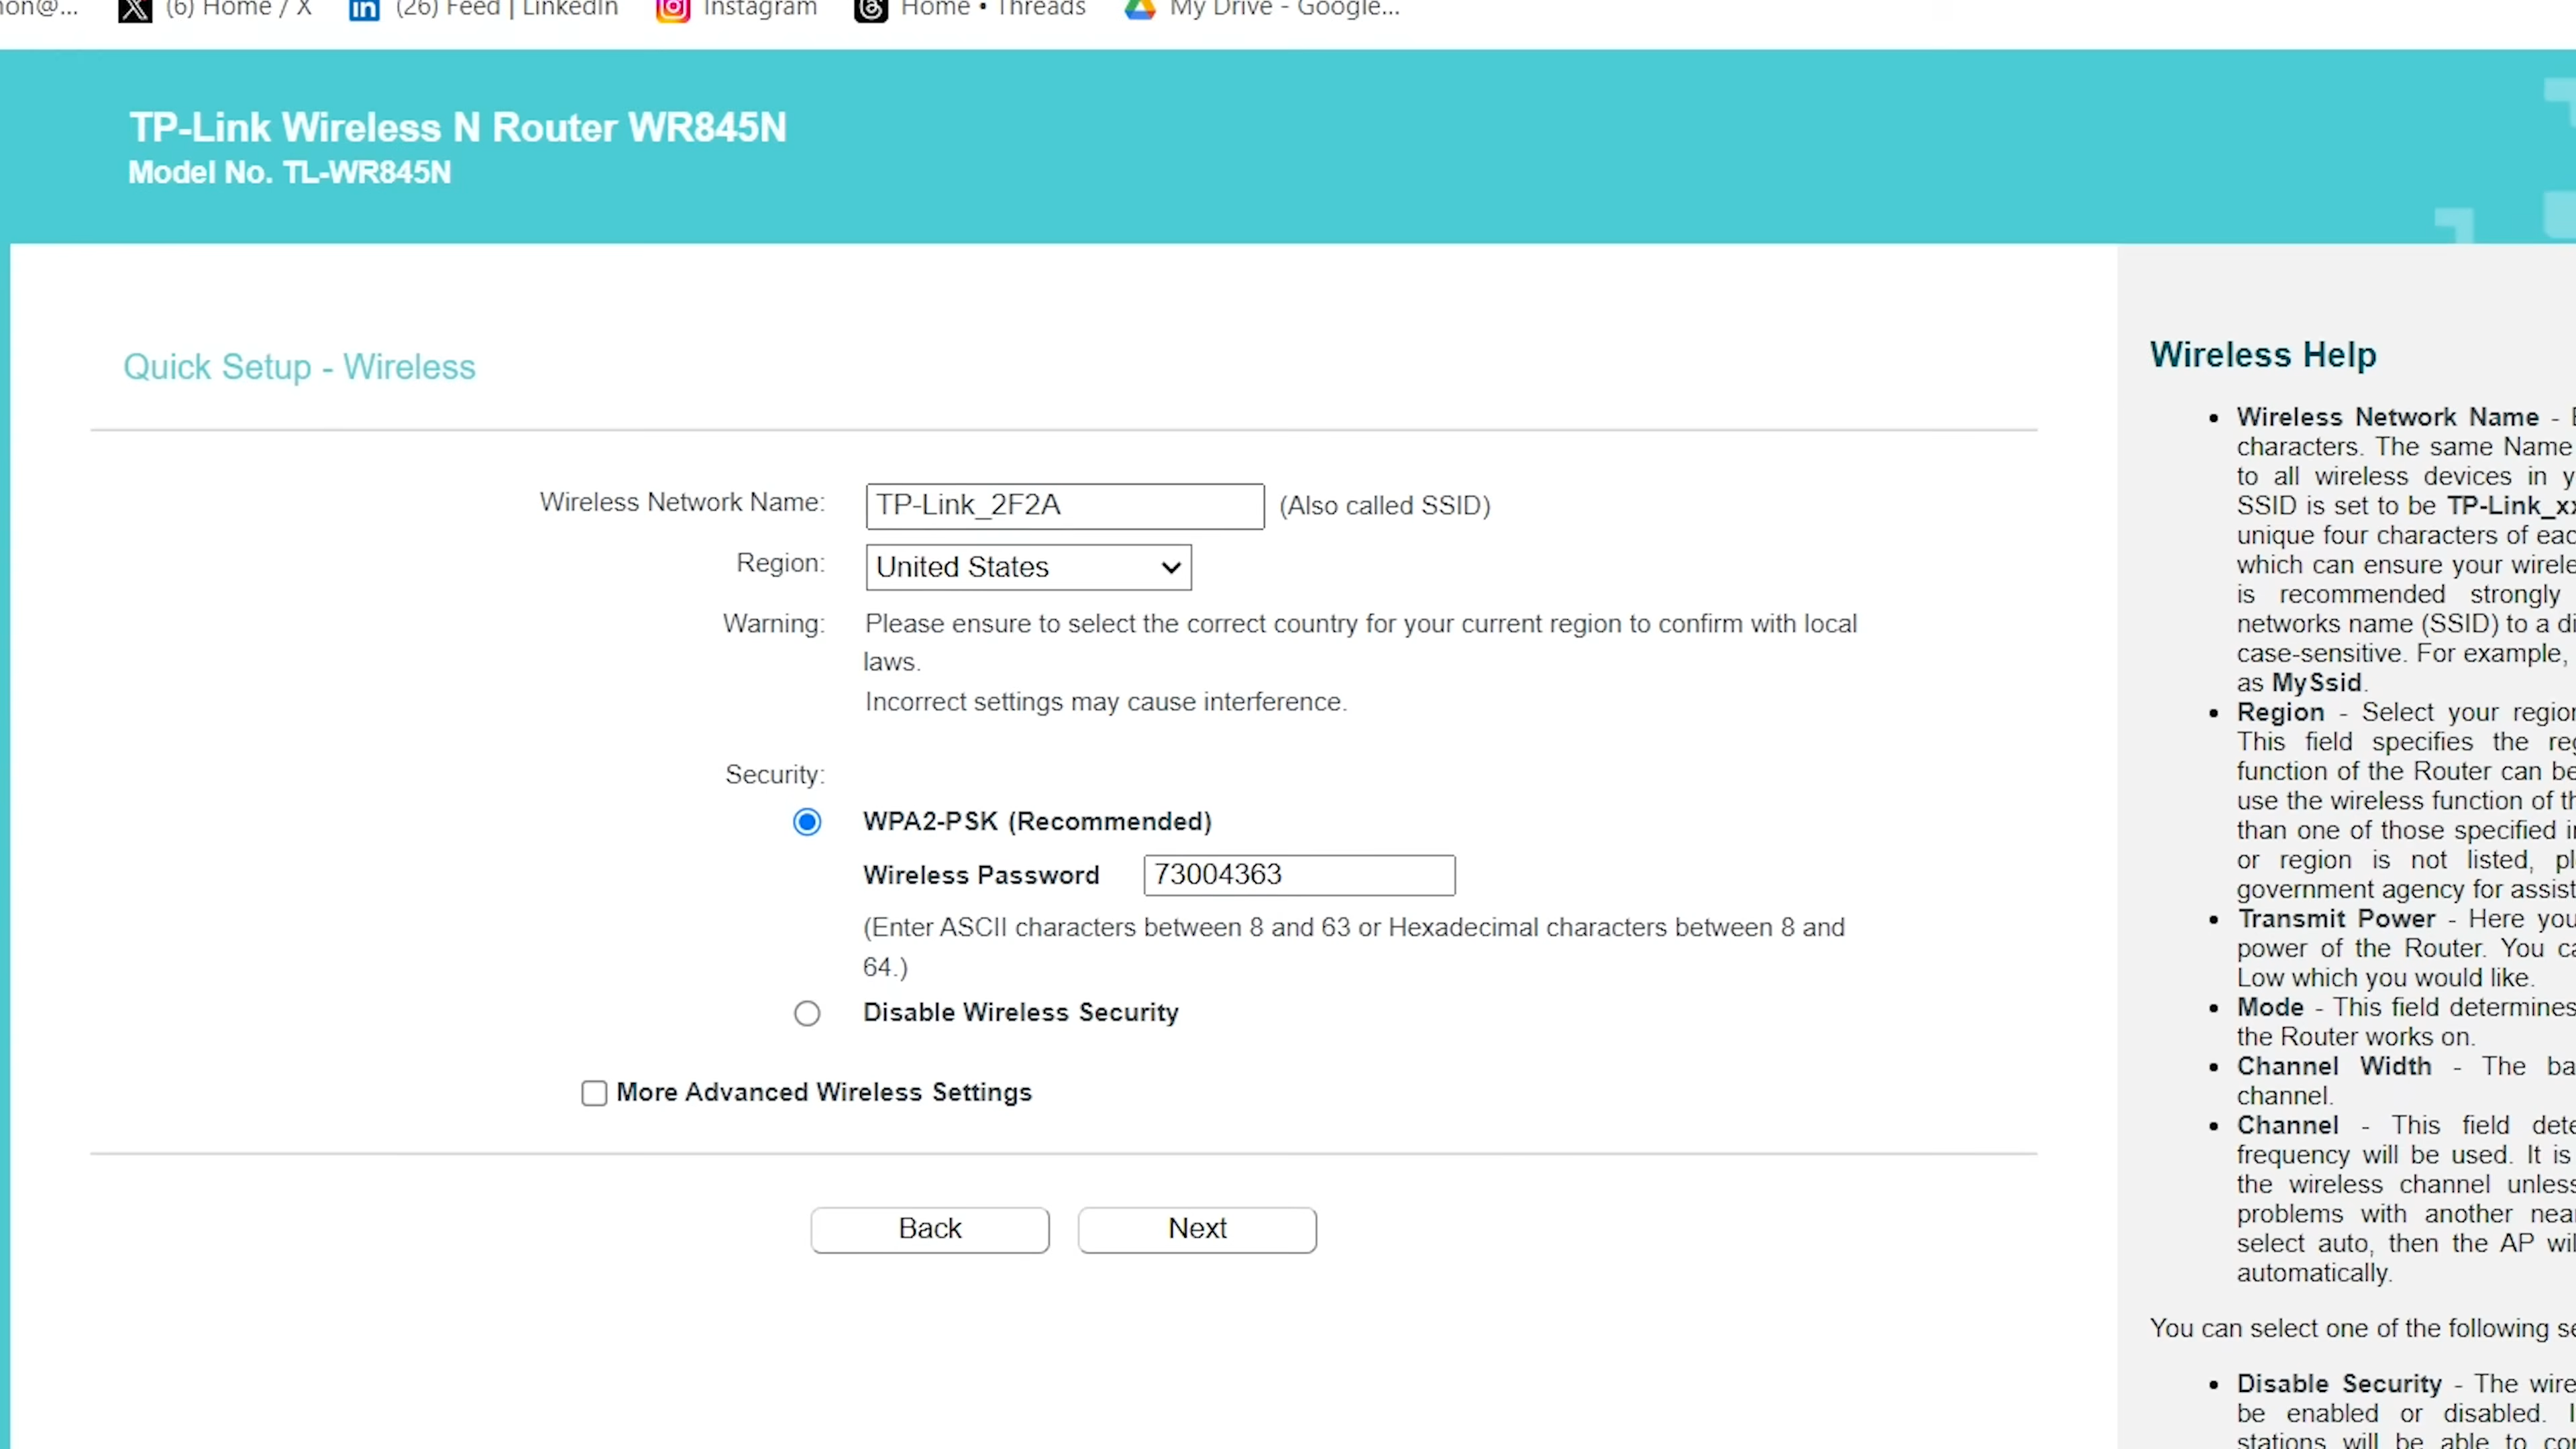 (6) Home / X (26) Feed | LinkedIn Instagram Home • Threads My Drive - Google...
TP-Link Wireless N Router WR845N
Model No. TL-WR845N
Quick Setup - Wireless
Wireless Network Name: TP-Link_2F2A (Also called SSID)
Region: United States
Warning: Please ensure to select the correct country for your current region to confirm with local
laws.
Incorrect settings may cause interference.
Security:
WPA2-PSK (Recommended)
Wireless Password 73004363
(Enter ASCII characters between 8 and 63 or Hexadecimal characters between 8 and
64.)
Disable Wireless Security
More Advanced Wireless Settings
Back Next
Wireless Help
• Wireless Network Name -
characters. The same Name
to all wireless devices in
SSID is set to be
unique four characters of
which can ensure your
is recommended strongly
networks name (SSID) to a
case-sensitive. For example,
as MySsid.
• Region - Select your
This field specifies the
function of the Router can
use the wireless function of
than one of those specified
or region is not listed,
government agency for
• Transmit Power - Here
power of the Router. You
Low which you would like.
• Mode - This field determines
the Router works on.
• Channel Width - The
channel.
• Channel - This field
frequency will be used. It is
the wireless channel
problems with another
select auto, then the AP
automatically.
You can select one of the following
• Disable Security - The
be enabled or disabled.
stations will be able to